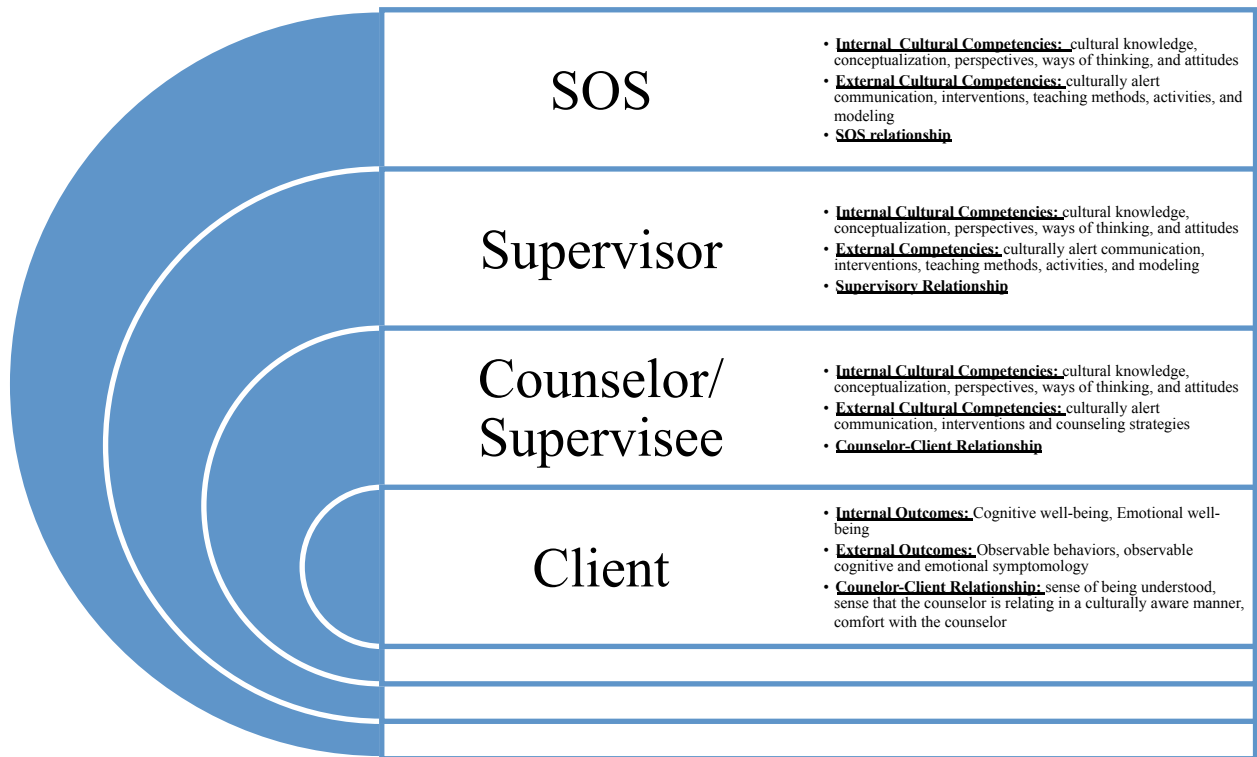 SOS
• Internal Cultural Competencies: cultural knowledge,
conceptualization, perspectives, ways of thinking, and attitudes
• External Cultural Competencies: culturally alert
communication, interventions, teaching methods, activities, and
modeling
• SOS relationship
Supervisor
• Internal Cultural Competencies: cultural knowledge,
conceptualization, perspectives, ways of thinking, and attitudes
• External Competencies: culturally alert communication,
interventions, teaching methods, activities, and modeling
• Supervisory Relationship
Counselor/
Supervisee
• Internal Cultural Competencies: cultural knowledge,
conceptualization, perspectives, ways of thinking, and attitudes
• External Cultural Competencies: culturally alert
communication, interventions and counseling strategies
• Counselor-Client Relationship
Client
• Internal Outcomes: Cognitive well-being, Emotional well-
being
• External Outcomes: Observable behaviors, observable
cognitive and emotional symptomology
• Counelor-Client Relationship: sense of being understood,
sense that the counselor is relating in a culturally aware manner,
comfort with the counselor